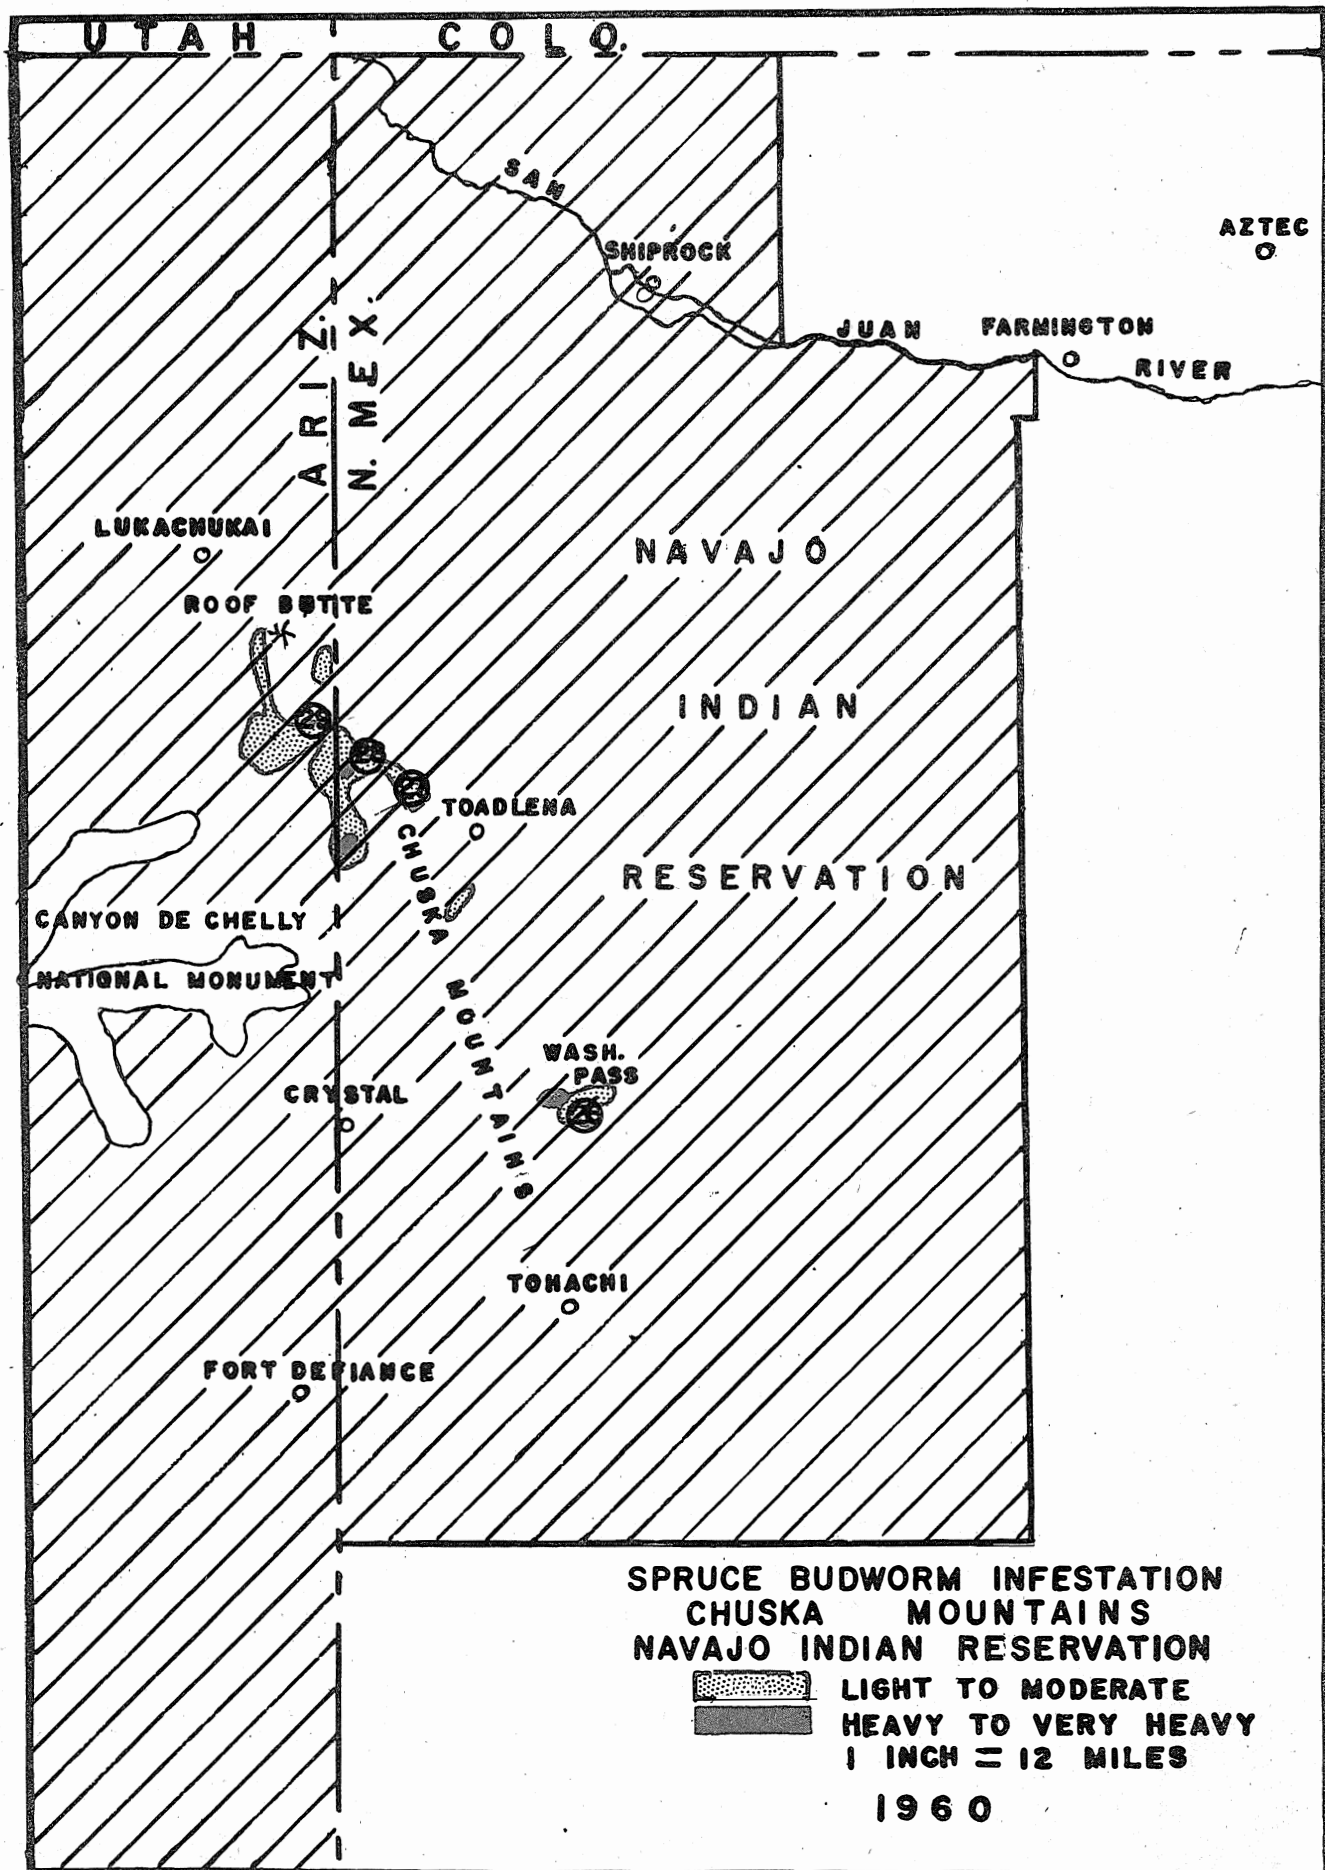 UTAH
COLO.
SAN
SHIPROCK
AZTEC
JUAN
FARMINGTON
RIVER
ARIZ.
N. MEX.
LUKACHUKAI
NAVAJO
ROOF BUTTE
INDIAN
TOADLENA
CHUSKA
RESERVATION
CANYON DE CHELLY
NATIONAL MONUMENT
MOUNTAINS
WASH.
PASS
CRYSTAL
TOHACHI
FORT DEFIANCE
SPRUCE BUDWORM INFESTATION
CHUSKA MOUNTAINS
NAVAJO INDIAN RESERVATION
LIGHT TO MODERATE
HEAVY TO VERY HEAVY
1 INCH = 12 MILES
1960